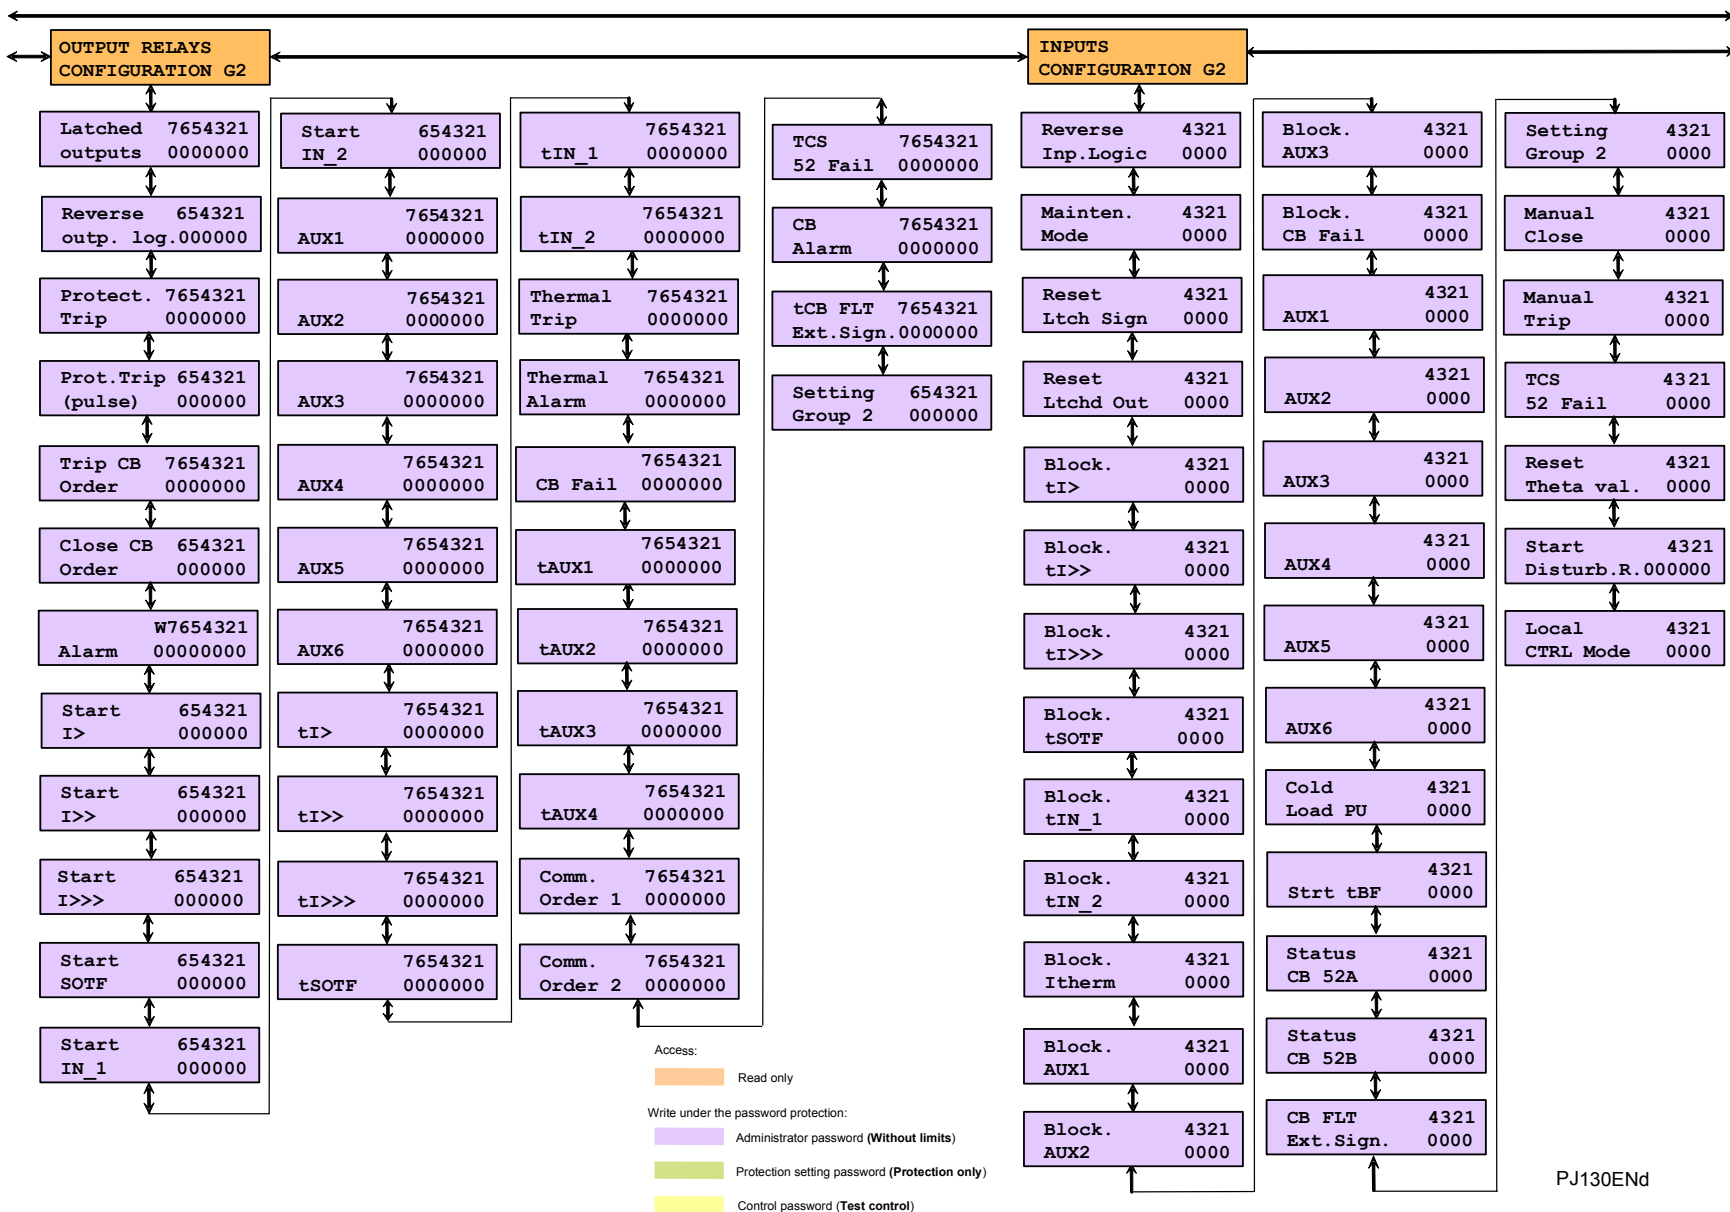 OUTPUT RELAYS
CONFIGURATION G2
Latched 7654321
outputs 0000000
Reverse 654321
outp. log.000000
Protect. 7654321
Trip 0000000
Prot.Trip 654321
(pulse) 000000
Trip CB 7654321
Order 0000000
Close CB 654321
Order 000000
W7654321
Alarm 00000000
Start 654321
I> 000000
Start 654321
I>> 000000
Start 654321
I>>> 000000
Start 654321
SOTF 000000
Start 654321
IN_1 000000
Start 654321
IN_2 000000
7654321
AUX1 0000000
7654321
AUX2 0000000
7654321
AUX3 0000000
7654321
AUX4 0000000
7654321
AUX5 0000000
7654321
AUX6 0000000
7654321
tI> 0000000
7654321
tI>> 0000000
7654321
tI>>> 0000000
7654321
tSOTF 0000000
7654321
tIN_1 0000000
7654321
tIN_2 0000000
Thermal 7654321
Trip 0000000
Thermal 7654321
Alarm 0000000
7654321
CB Fail 0000000
7654321
tAUX1 0000000
7654321
tAUX2 0000000
7654321
tAUX3 0000000
7654321
tAUX4 0000000
Comm. 7654321
Order 1 0000000
Comm. 7654321
Order 2 0000000
TCS 7654321
52 Fail 0000000
CB 7654321
Alarm 0000000
tCB FLT 7654321
Ext.Sign.0000000
Setting 654321
Group 2 000000
INPUTS
CONFIGURATION G2
Reverse 4321
Inp.Logic 0000
Mainten. 4321
Mode 0000
Reset 4321
Ltch Sign 0000
Reset 4321
Ltchd Out 0000
Block. 4321
tI> 0000
Block. 4321
tI>> 0000
Block. 4321
tI>>> 0000
Block. 4321
tSOTF 0000
Block. 4321
tIN_1 0000
Block. 4321
tIN_2 0000
Block. 4321
Itherm 0000
Block. 4321
AUX1 0000
Block. 4321
AUX2 0000
Block. 4321
AUX3 0000
Block. 4321
CB Fail 0000
4321
AUX1 0000
4321
AUX2 0000
4321
AUX3 0000
4321
AUX4 0000
4321
AUX5 0000
4321
AUX6 0000
Cold 4321
Load PU 0000
4321
Strt tBF 0000
Status 4321
CB 52A 0000
Status 4321
CB 52B 0000
CB FLT 4321
Ext.Sign. 0000
Setting 4321
Group 2 0000
Manual 4321
Close 0000
Manual 4321
Trip 0000
TCS 4321
52 Fail 0000
Reset 4321
Theta val. 0000
Start 4321
Disturb.R.000000
Local 4321
CTRL Mode 0000
Access:
Read only
Write under the password protection:
Administrator password (Without limits)
Protection setting password (Protection only)
Control password (Test control)
PJ130ENd